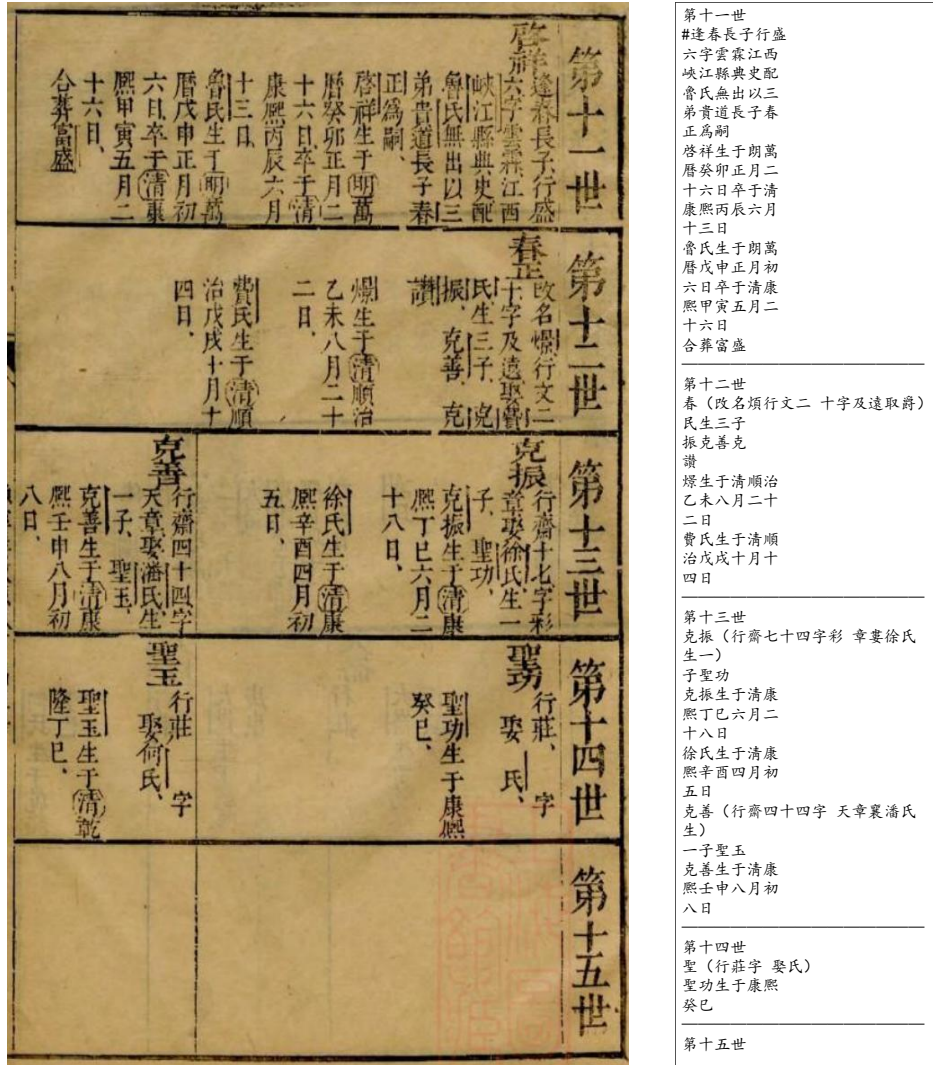 第十一世
啓祥
逢春長子行盛
六字雲霖江西
峽江縣典史配
魯氏無出以三
弟貴道長子春
正爲嗣、
啓祥生于明萬
曆癸卯正月二
十六日卒于清
康熙丙辰六月
十三日、
魯氏生于明萬
曆戊申正月初
六日、卒于清康
熙甲寅五月二
十六日、
合葬富盛
第十二世
春正
改名行文二
十字及遠娶費
氏生三子、克
振、克善、克
讚
生于清順治
乙未八月二十
二日、
費氏生于清順
治戊戌十月十
四日、
第十三世
克振
行齋十七字彩
章娶徐氏生一
子、聖功、
克振生于清康
熙丁巳六月二
十八日、
徐氏生于清康
熙辛酉四月初
五日、
克善
行齋四十四字
天章娶潘氏生
一子、聖玉、
克善生于清康
熙壬申八月初
八日、
第十四世
聖功
行莊、字
娶氏、
聖功生于康熙
癸巳、
聖玉
行莊字
娶何氏、
聖玉生于清乾
隆丁巳、
第十五世
第十一世
#逢春長子行盛
六字雲霖江西
峽江縣典史配
魯氏無出以三
弟貴道長子春
正爲嗣
啓祥生于朗萬
曆癸卯正月二
十六日卒于清
康熙丙辰六月
十三日
魯氏生于朗萬
曆戊申正月初
六日卒于清康
熙甲寅五月二
十六日
合葬富盛
第十二世
春（改名煩行文二 十字及遠取爵）
民生三子
振克善克
讚
生于清順治
乙未八月二十
二日
費氏生于清順
治戊戌十月十
四日
第十三世
克振（行齋七十四字彩 章婁徐氏
生一）
子聖功
克振生于清康
熙丁巳六月二
十八日
徐氏生于清康
熙辛酉四月初
五日
克善（行齋四十四字 天章襄潘氏
生）
一子聖玉
克善生于清康
熙壬申八月初
八日
第十四世
聖（行莊字 娶氏）
聖功生于康熙
癸巳
第十五世